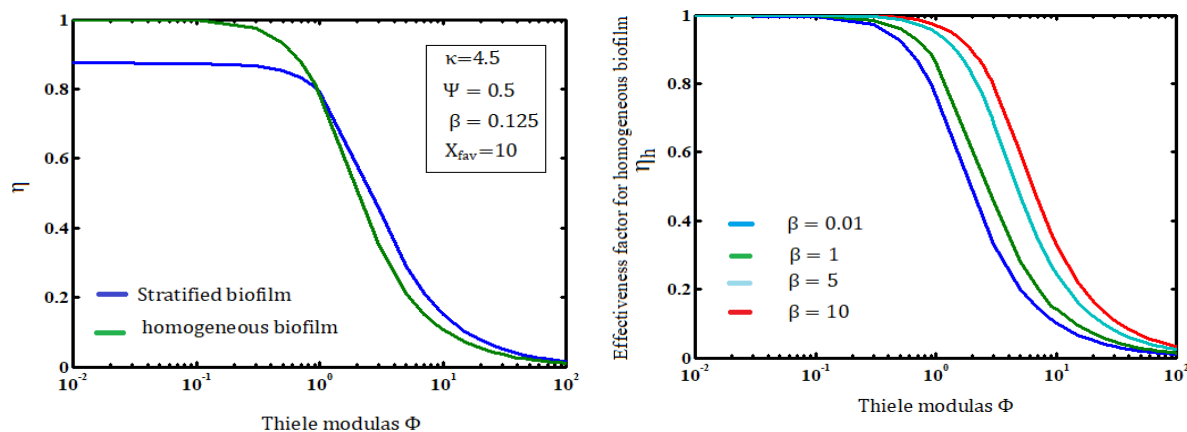 1
0.8
0.6
0.4
0.2
0
η
κ=4.5
Ψ = 0.5
β = 0.125
X_fav=10
Stratified biofilm
homogeneous biofilm
10^-2
10^-1
10^0
10^1
10^2
Thiele modulas Φ
Effectiveness factor for homogeneous biofilm
η_h
1
0.8
0.6
0.4
0.2
0
β = 0.01
β = 1
β = 5
β = 10
10^-2
10^-1
10^0
10^1
10^2
Thiele modulas Φ